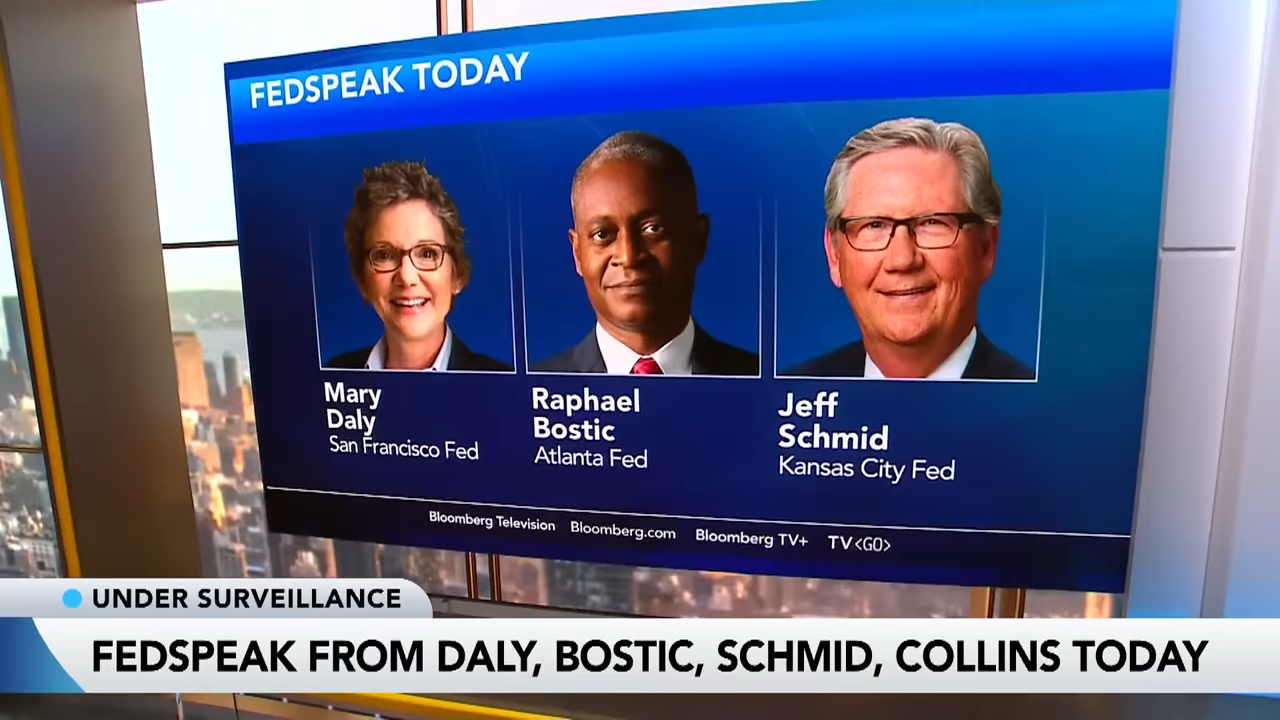 FEDSPEAK TODAY
Mary
Daly
San Francisco Fed
Raphael
Bostic
Atlanta Fed
Jeff
Schmid
Kansas City Fed
Bloomberg Television Bloomberg.com Bloomberg TV+ TV<GO>
UNDER SURVEILLANCE
FEDSPEAK FROM DALY, BOSTIC, SCHMID, COLLINS TODAY